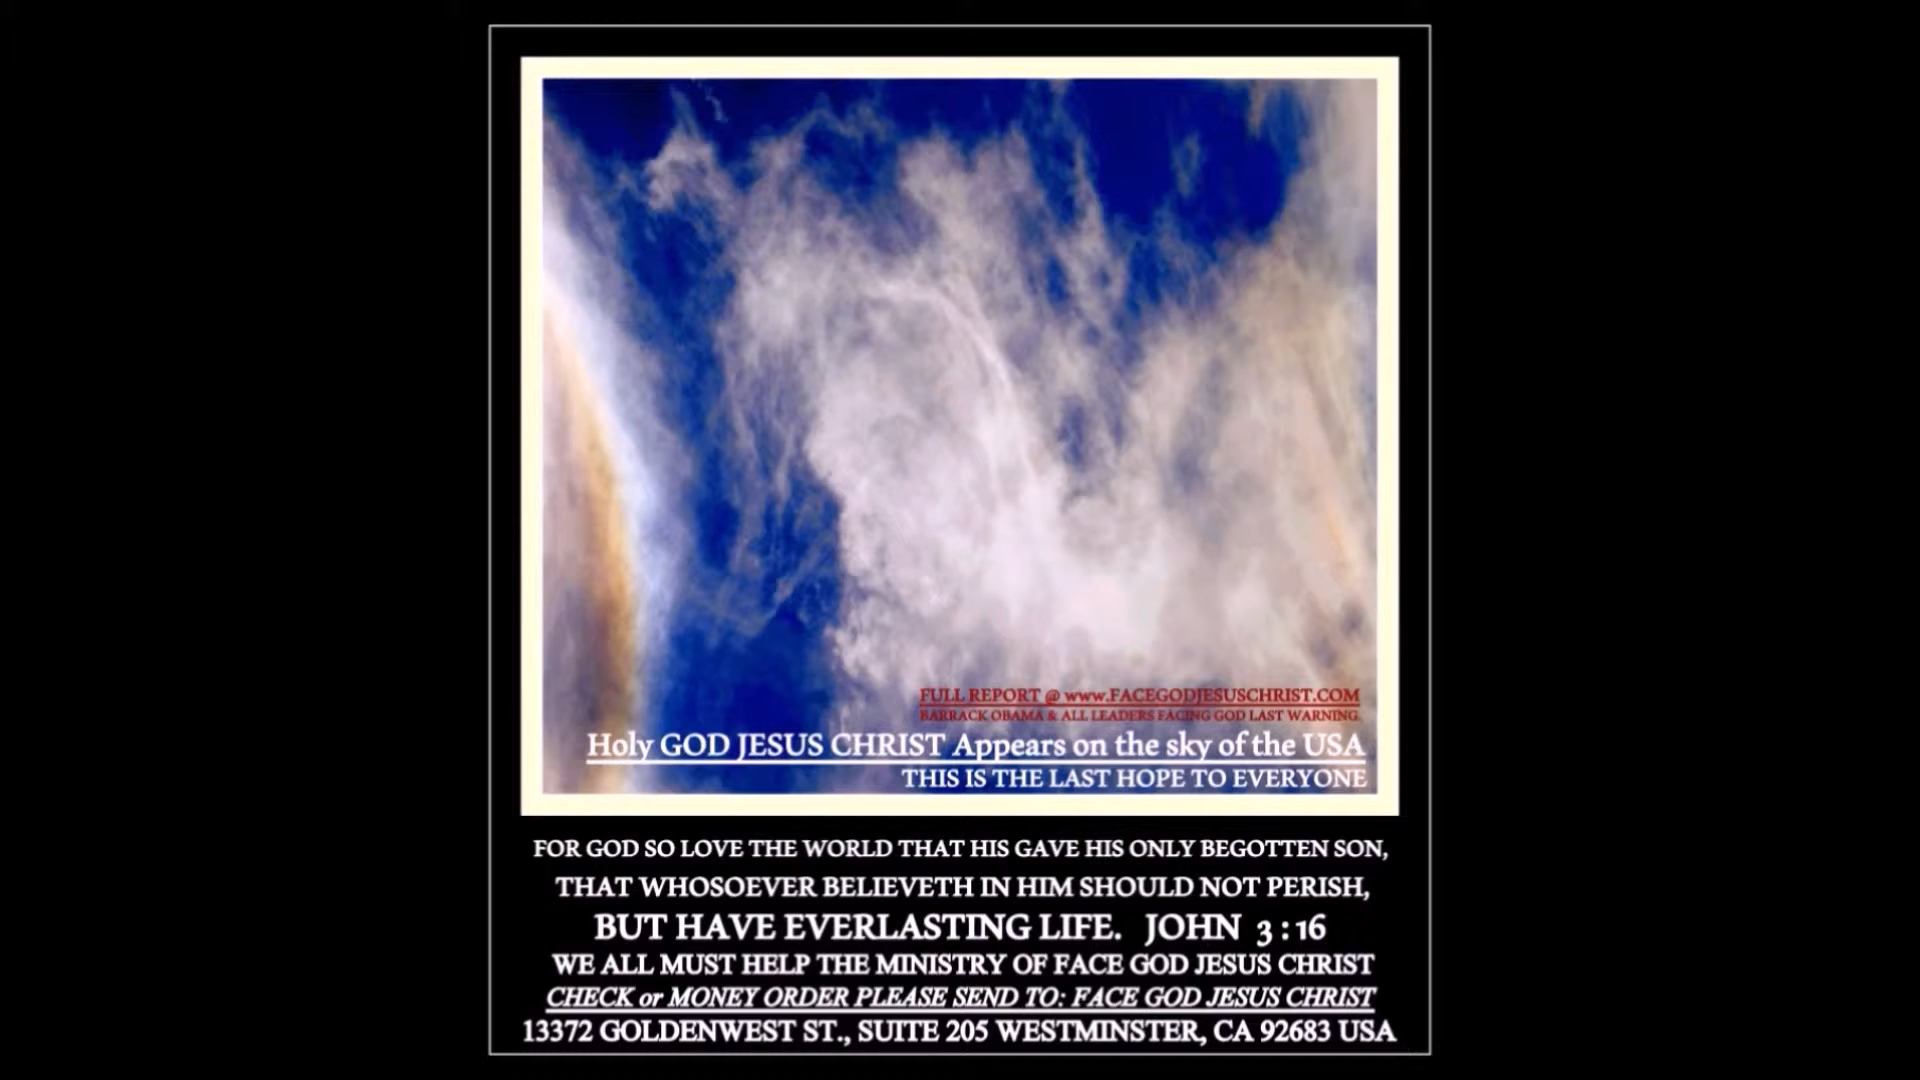 FULL REPORT @ www.FACEGODJESUSCHRIST.COM
BARRACK OBAMA & ALL LEADERS FACING GOD LAST WARNING.
Holy GOD JESUS CHRIST Appears on the sky of the USA
THIS IS THE LAST HOPE TO EVERYONE
FOR GOD SO LOVE THE WORLD THAT HIS GAVE HIS ONLY BEGOTTEN SON,
THAT WHOSOEVER BELIEVETH IN HIM SHOULD NOT PERISH,
BUT HAVE EVERLASTING LIFE. JOHN 3 : 16
WE ALL MUST HELP THE MINISTRY OF FACE GOD JESUS CHRIST
CHECK or MONEY ORDER PLEASE SEND TO: FACE GOD JESUS CHRIST
13372 GOLDENWEST ST., SUITE 205 WESTMINSTER, CA 92683 USA